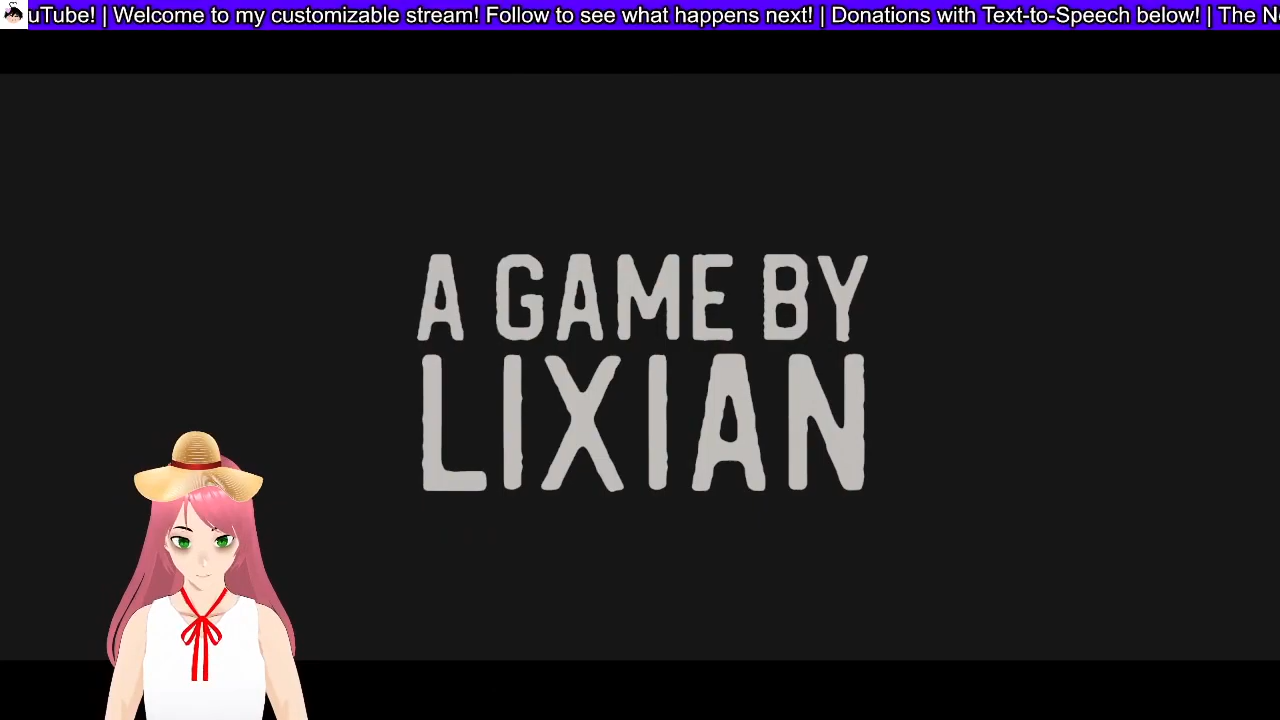 uTube! | Welcome to my customizable stream! Follow to see what happens next! | Donations with Text-to-Speech below! | The
A GAME BY
LIXIAN